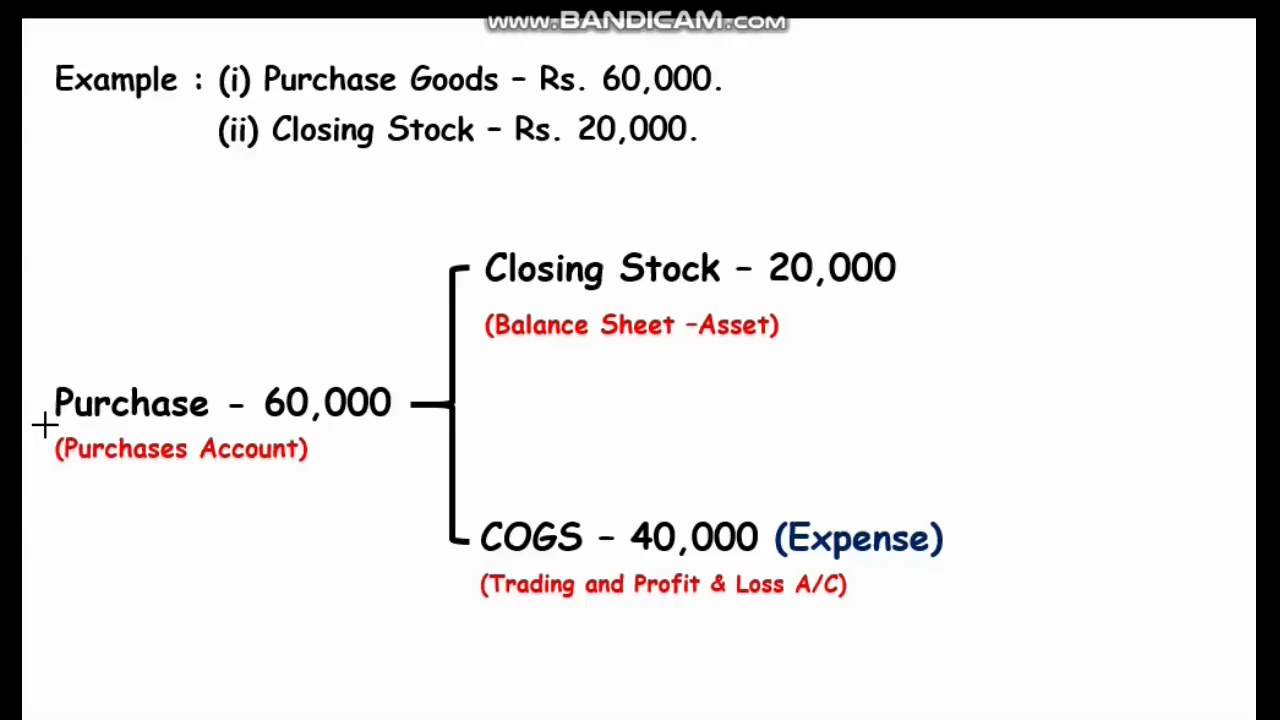 www.BANDICAM.com
Example : (i) Purchase Goods – Rs. 60,000.
(ii) Closing Stock – Rs. 20,000.
Closing Stock – 20,000
(Balance Sheet –Asset)
Purchase - 60,000
(Purchases Account)
COGS – 40,000 (Expense)
(Trading and Profit & Loss A/C)